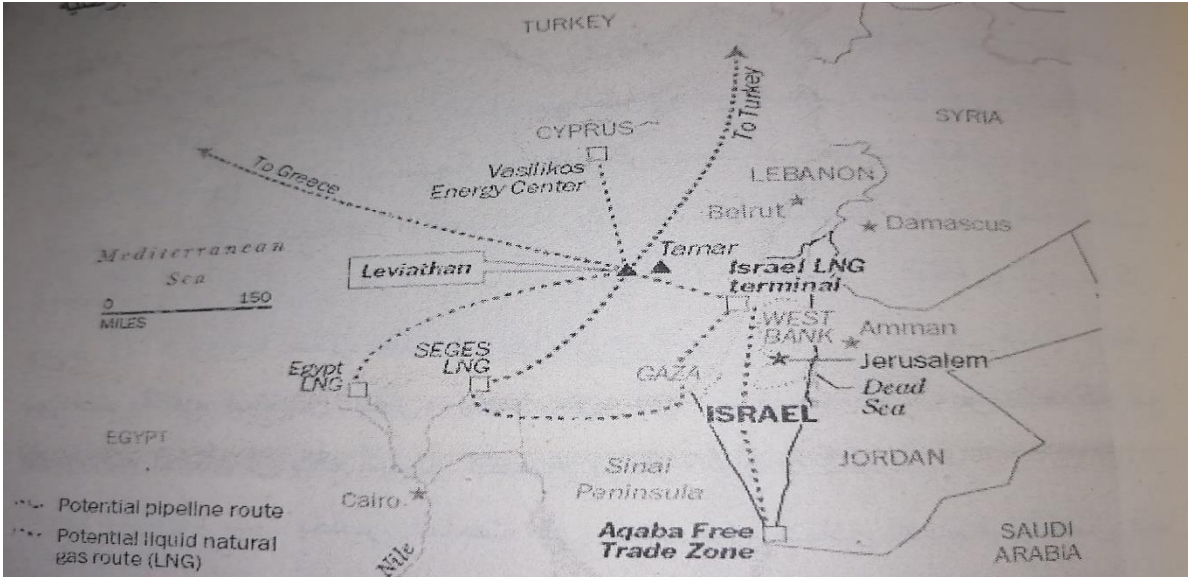 TURKEY
SYRIA
To Turkey
CYPRUS
Vasilikos
Energy Center
To Greece
LEBANON
Beirut
Damascus
Mediterranean
Sea
Leviathan
Tamar
Israel LNG
terminal
0 150
MILES
WEST
BANK
Amman
Jerusalem
Dead
Sea
SEGES
LNG
Egypt
LNG
GAZA
ISRAEL
EGYPT
JORDAN
Sinai
Peninsula
Cairo
Nile
Aqaba Free
Trade Zone
SAUDI
ARABIA
Potential pipeline route
Potential liquid natural
gas route (LNG)